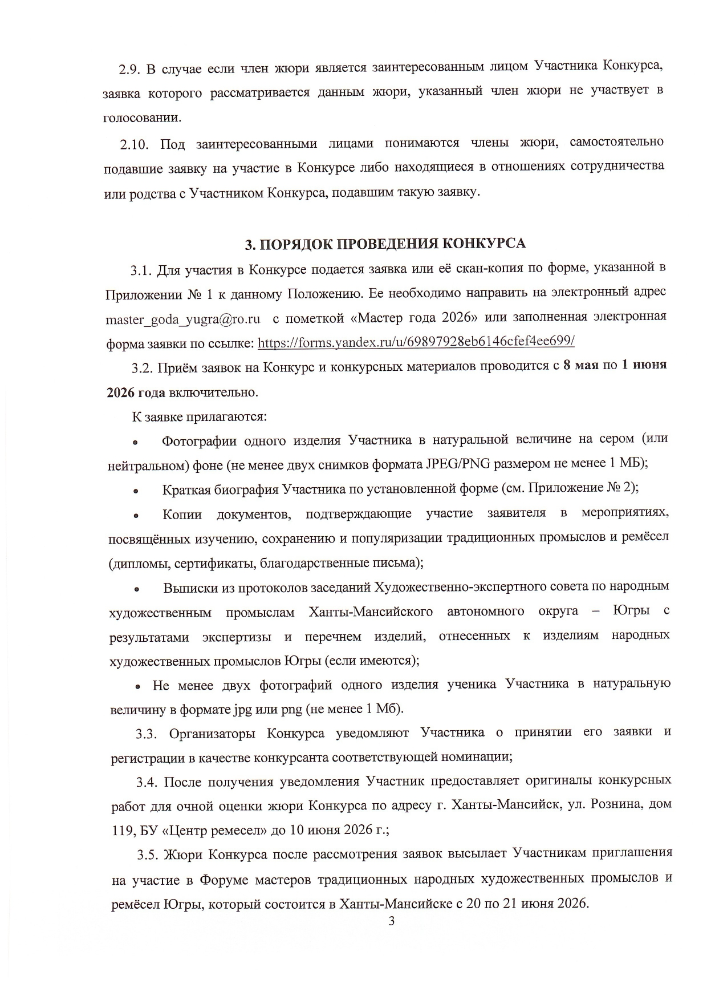 2.9. В случае если член жюри является заинтересованным лицом Участника Конкурса,
заявка которого рассматривается данным жюри, указанный член жюри не участвует в
голосовании.
2.10. Под заинтересованными лицами понимаются члены жюри, самостоятельно
подавшие заявку на участие в Конкурсе либо находящиеся в отношениях сотрудничества
или родства с Участником Конкурса, подавшим такую заявку.
3. ПОРЯДОК ПРОВЕДЕНИЯ КОНКУРСА
3.1. Для участия в Конкурсе подается заявка или её скан-копия по форме, указанной в
Приложении № 1 к данному Положению. Ее необходимо направить на электронный адрес
master_goda_yugra@ro.ru с пометкой «Мастер года 2026» или заполненная электронная
форма заявки по ссылке: https://forms.yandex.ru/u/69897928eb6146cfef4ee699/
3.2. Приём заявок на Конкурс и конкурсных материалов проводится с 8 мая по 1 июня
2026 года включительно.
К заявке прилагаются:
• Фотографии одного изделия Участника в натуральной величине на сером (или
нейтральном) фоне (не менее двух снимков формата JPEG/PNG размером не менее 1 МБ);
• Краткая биография Участника по установленной форме (см. Приложение № 2);
• Копии документов, подтверждающие участие заявителя в мероприятиях,
посвящённых изучению, сохранению и популяризации традиционных промыслов и ремёсел
(дипломы, сертификаты, благодарственные письма);
• Выписки из протоколов заседаний Художественно-экспертного совета по народным
художественным промыслам Ханты-Мансийского автономного округа – Югры с
результатами экспертизы и перечнем изделий, отнесенных к изделиям народных
художественных промыслов Югры (если имеются);
• Не менее двух фотографий одного изделия ученика Участника в натуральную
величину в формате jpg или png (не менее 1 Мб).
3.3. Организаторы Конкурса уведомляют Участника о принятии его заявки и
регистрации в качестве конкурсанта соответствующей номинации;
3.4. После получения уведомления Участник предоставляет оригиналы конкурсных
работ для очной оценки жюри Конкурса по адресу г. Ханты-Мансийск, ул. Рознина, дом
119, БУ «Центр ремесел» до 10 июня 2026 г.;
3.5. Жюри Конкурса после рассмотрения заявок высылает Участникам приглашения
на участие в Форуме мастеров традиционных народных художественных промыслов и
ремёсел Югры, который состоится в Ханты-Мансийске с 20 по 21 июня 2026.
3